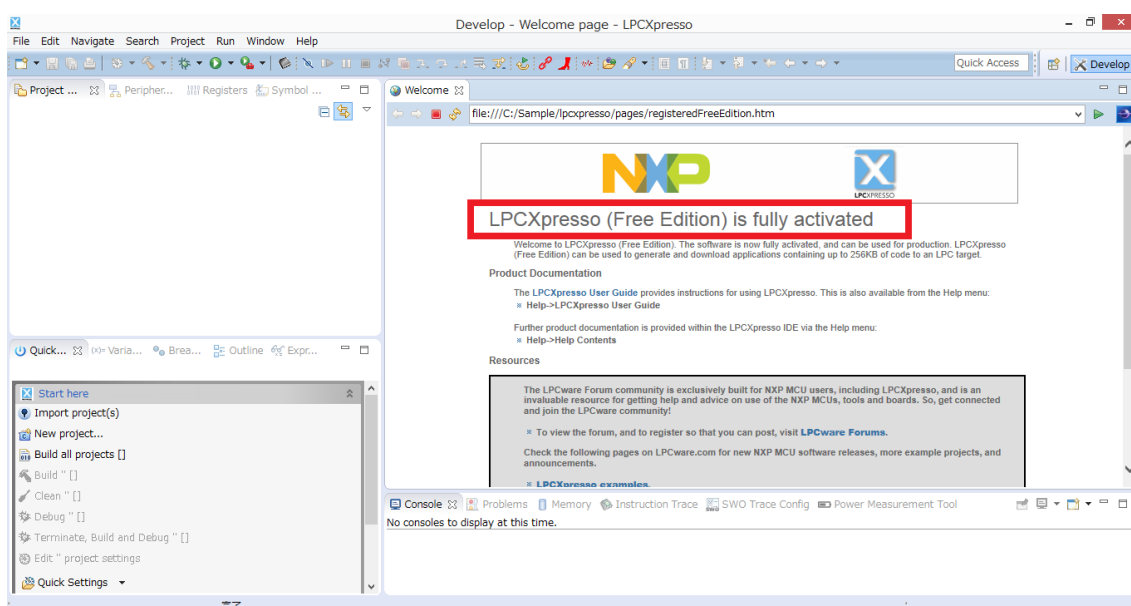 Develop - Welcome page - LPCXpresso
File Edit Navigate Search Project Run Window Help
Quick Access
Develop
Project ... Peripher... Registers Symbol ...
Welcome
file:///C:/Sample/lpcxpresso/pages/registeredFreeEdition.htm
NXP
LPCXPRESSO
LPCXpresso (Free Edition) is fully activated
Welcome to LPCXpresso (Free Edition). The software is now fully activated, and can be used for production. LPCXpresso
(Free Edition) can be used to generate and download applications containing up to 256KB of code to an LPC target.
Product Documentation
The LPCXpresso User Guide provides instructions for using LPCXpresso. This is also available from the Help menu:
Help->LPCXpresso User Guide
Further product documentation is provided within the LPCXpresso IDE via the Help menu:
Help->Help Contents
Resources
The LPCware Forum community is exclusively built for NXP MCU users, including LPCXpresso, and is an
invaluable resource for getting help and advice on use of the NXP MCUs, tools and boards. So, get connected
and join the LPCware community!
To view the forum, and to register so that you can post, visit LPCware Forums.
Check the following pages on LPCware.com for new NXP MCU software releases, more example projects, and
announcements.
LPCXpresso examples.
Quick... (x)= Varia... Brea... Outline Expr...
Start here
Import project(s)
New project...
Build all projects []
Build '' []
Clean '' []
Debug '' []
Terminate, Build and Debug '' []
Edit '' project settings
Quick Settings
Console Problems Memory Instruction Trace SWO Trace Config Power Measurement Tool
No consoles to display at this time.